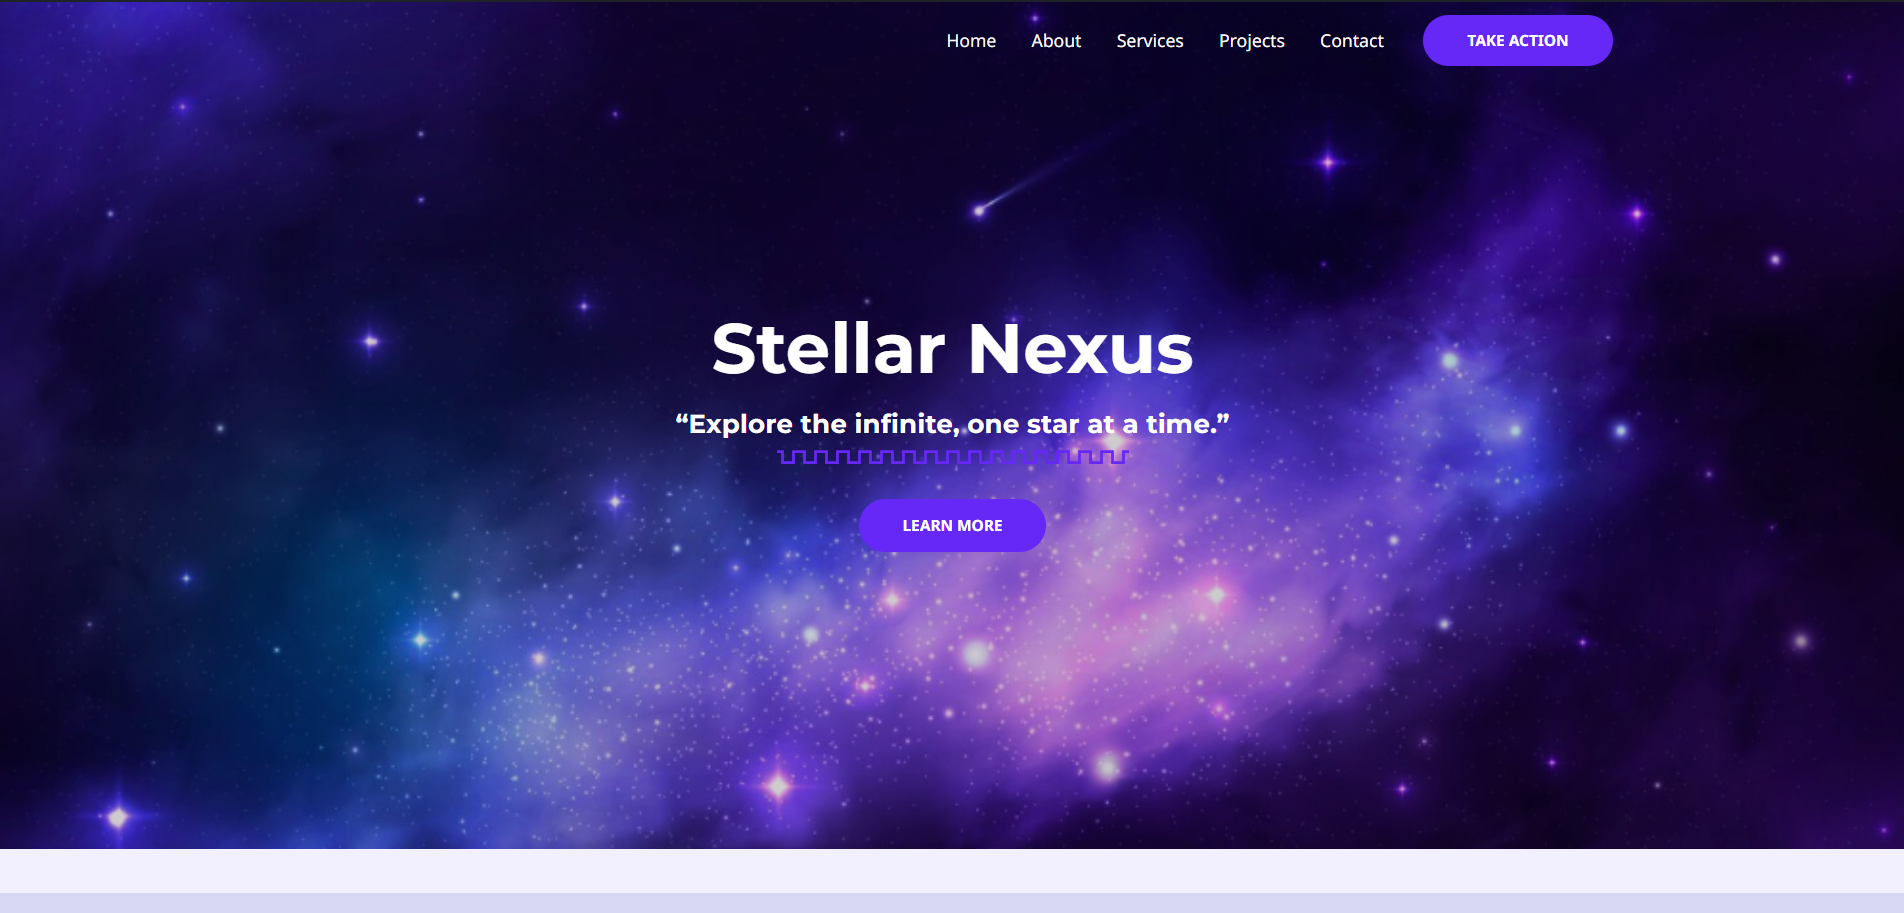 Home About Services Projects Contact TAKE ACTION
Stellar Nexus
“Explore the infinite, one star at a time.”
LEARN MORE